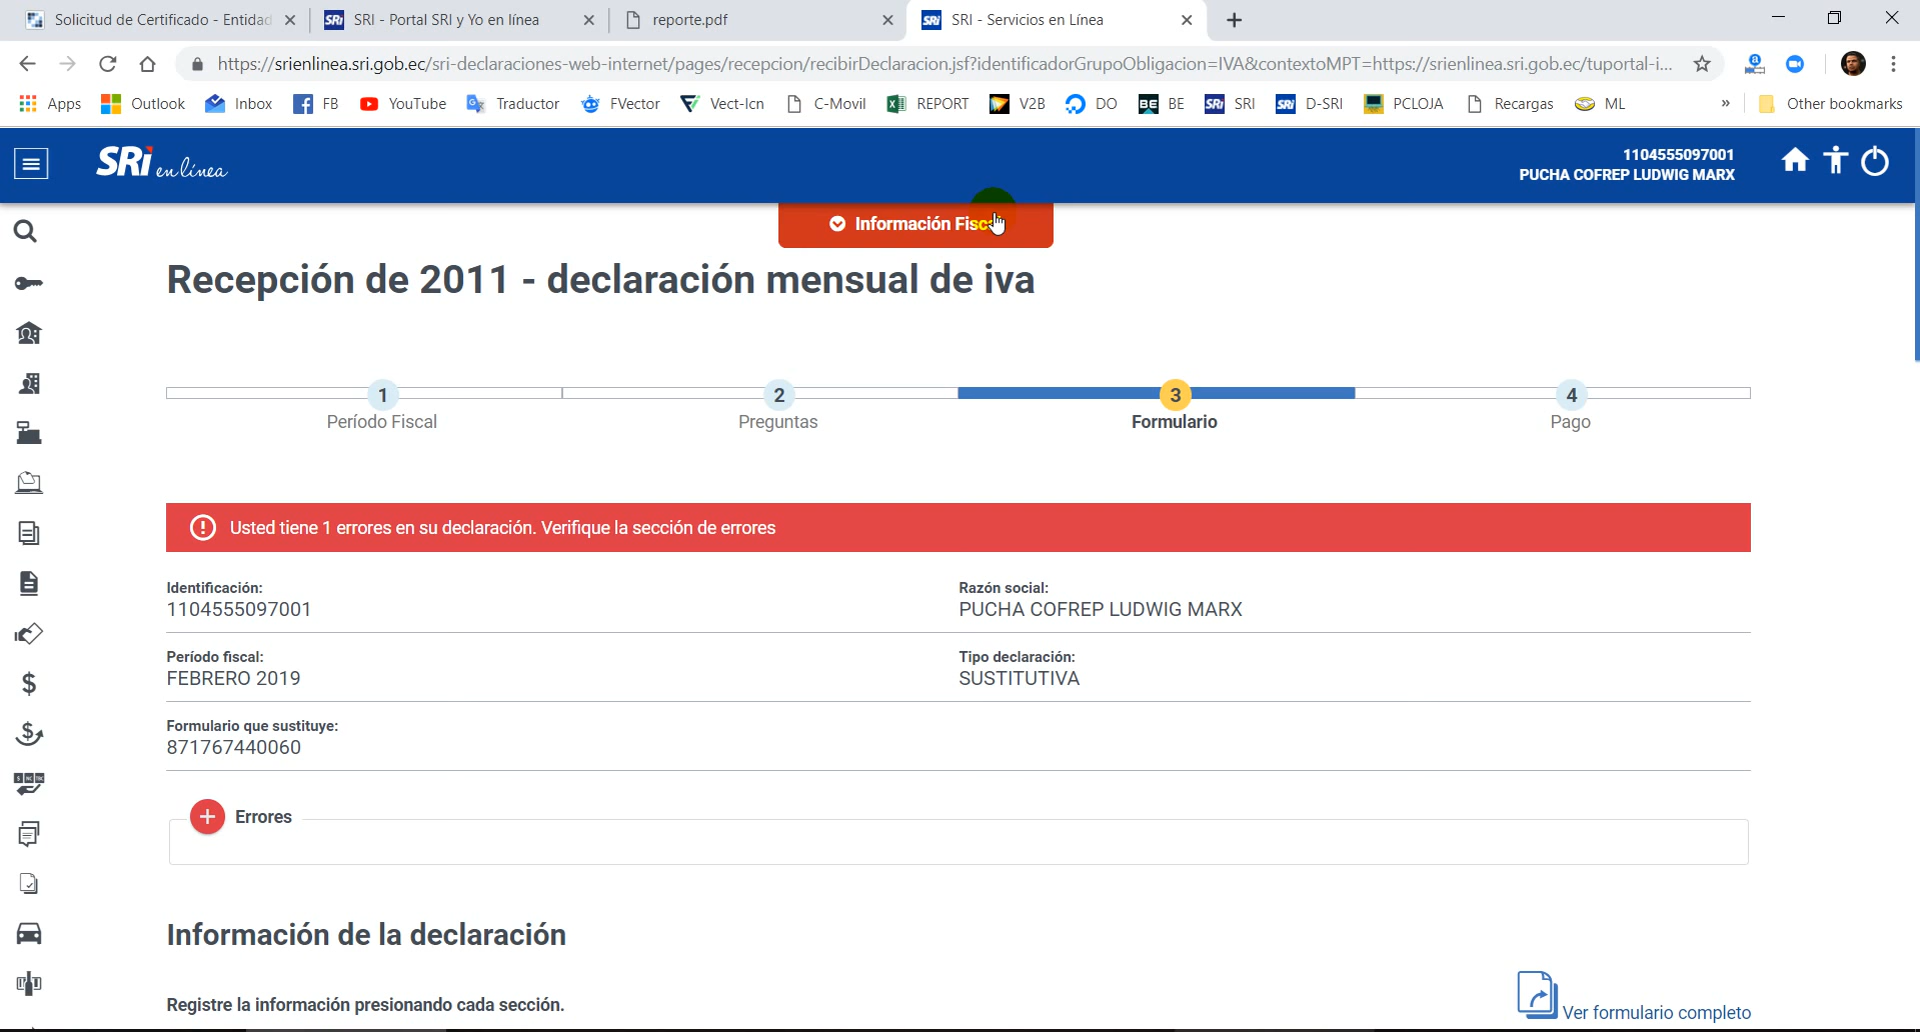 Solicitud de Certificado - Entidad
SRI - Portal SRI y Yo en línea
reporte.pdf
SRI - Servicios en Línea
https://srienlinea.sri.gob.ec/sri-declaraciones-web-internet/pages/recepcion/recibirDeclaracion.jsf?identificadorGrupoObligacion=IVA&contextoMPT=https://srienlinea.sri.gob.ec/tuportal-i...
Apps Outlook Inbox FB YouTube Traductor FVector Vect-Icn C-Movil REPORT V2B DO BE SRI D-SRI PCLOJA Recargas ML » Other bookmarks
SRi en línea
1104555097001
PUCHA COFREP LUDWIG MARX
Información Fiscal
Recepción de 2011 - declaración mensual de iva
1 2 3 4
Período Fiscal Preguntas Formulario Pago
Usted tiene 1 errores en su declaración. Verifique la sección de errores
Identificación: Razón social:
1104555097001 PUCHA COFREP LUDWIG MARX
Período fiscal: Tipo declaración:
FEBRERO 2019 SUSTITUTIVA
Formulario que sustituye:
871767440060
Errores
Información de la declaración
Registre la información presionando cada sección.
Ver formulario completo